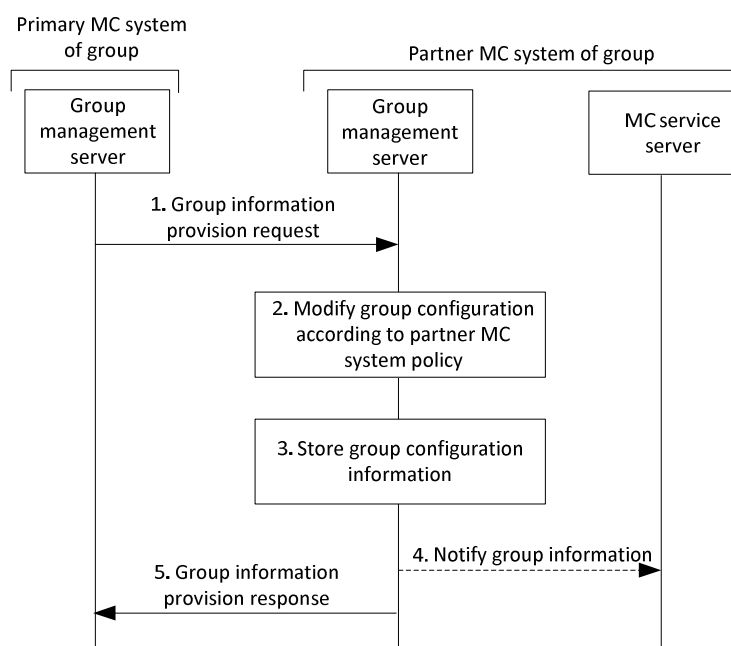 Primary MC system
of group
Partner MC system of group
Group
management
server
Group
management
server
MC service
server
1. Group information
provision request
2. Modify group configuration
according to partner MC
system policy
3. Store group configuration
information
4. Notify group information
5. Group information
provision response